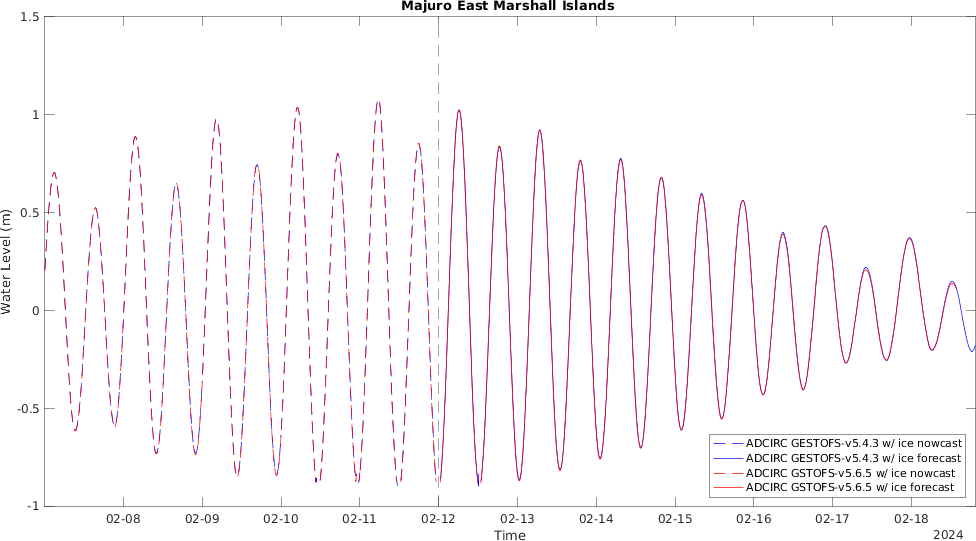 Majuro East Marshall Islands
1.5
1
0.5
0
-0.5
-1
Water Level (m)
ADCIRC GESTOFS-v5.4.3 w/ ice nowcast
ADCIRC GESTOFS-v5.4.3 w/ ice forecast
ADCIRC GSTOFS-v5.6.5 w/ ice nowcast
ADCIRC GSTOFS-v5.6.5 w/ ice forecast
02-08 02-09 02-10 02-11 02-12 02-13 02-14 02-15 02-16 02-17 02-18
Time
2024